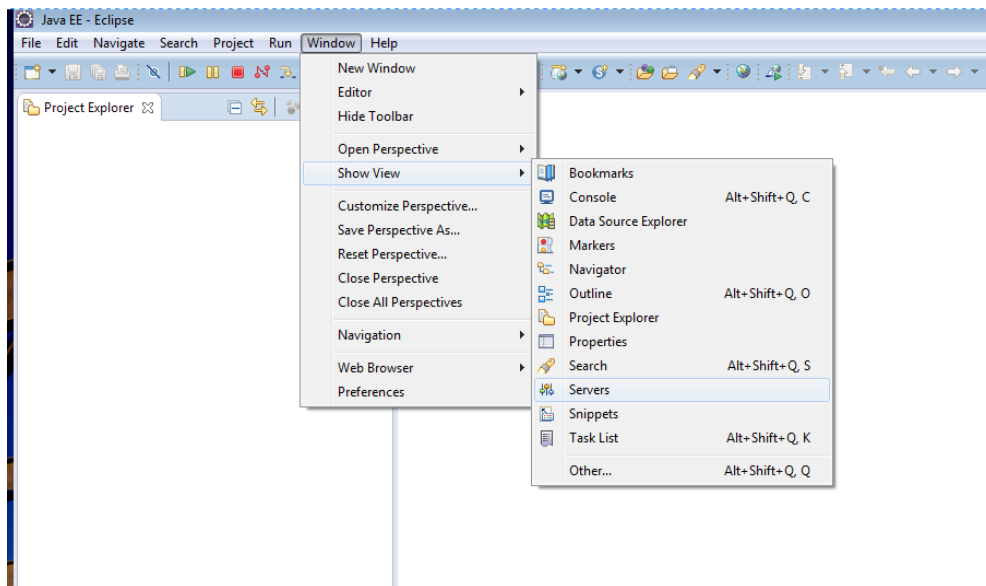 Java EE - Eclipse
File Edit Navigate Search Project Run Window Help
Project Explorer
New Window
Editor
Hide Toolbar
Open Perspective
Show View
Customize Perspective...
Save Perspective As...
Reset Perspective...
Close Perspective
Close All Perspectives
Navigation
Web Browser
Preferences
Bookmarks
Console Alt+Shift+Q, C
Data Source Explorer
Markers
Navigator
Outline Alt+Shift+Q, O
Project Explorer
Properties
Search Alt+Shift+Q, S
Servers
Snippets
Task List Alt+Shift+Q, K
Other... Alt+Shift+Q, Q